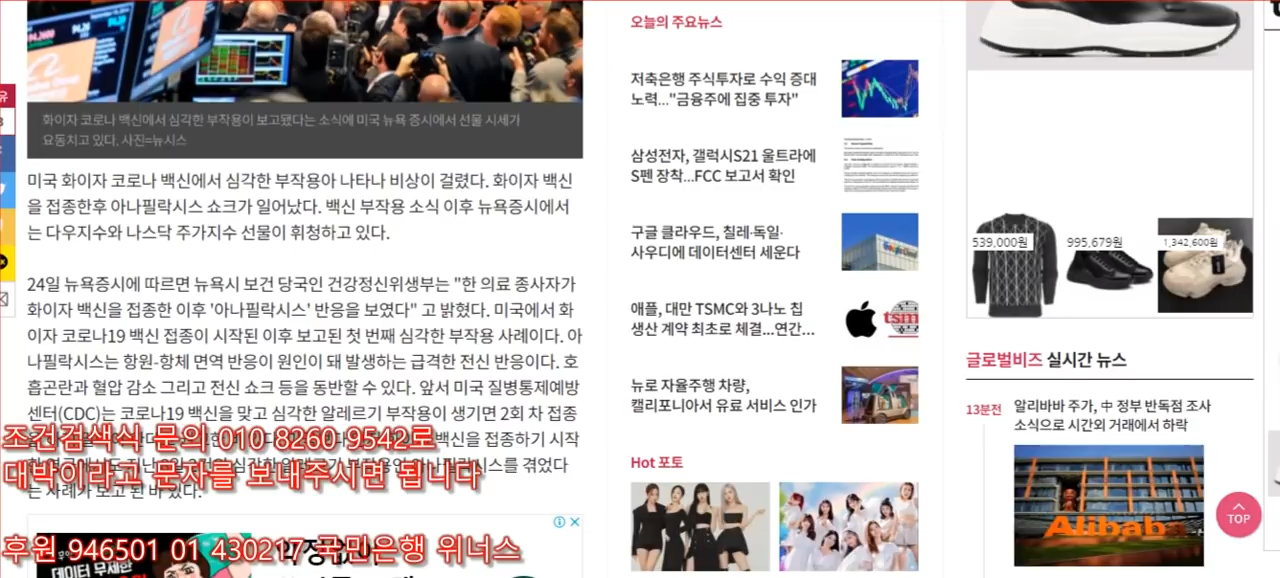 화이자 코로나 백신에서 심각한 부작용이 보고됐다는 소식에 미국 뉴욕 증시에서 선물 시세가
요동치고 있다. 사진=뉴시스
미국 화이자 코로나 백신에서 심각한 부작용아 나타나 비상이 걸렸다. 화이자 백신
을 접종한후 아나필락시스 쇼크가 일어났다. 백신 부작용 소식 이후 뉴욕증시에서
는 다우지수와 나스닥 주가지수 선물이 휘청하고 있다.
24일 뉴욕증시에 따르면 뉴욕시 보건 당국인 건강정신위생부는 "한 의료 종사자가
화이자 백신을 접종한 이후 '아나필락시스' 반응을 보였다" 고 밝혔다. 미국에서 화
이자 코로나19 백신 접종이 시작된 이후 보고된 첫 번째 심각한 부작용 사례이다. 아
나필락시스는 항원-항체 면역 반응이 원인이 돼 발생하는 급격한 전신 반응이다. 호
흡곤란과 혈압 감소 그리고 전신 쇼크 등을 동반할 수 있다. 앞서 미국 질병통제예방
센터(CDC)는 코로나19 백신을 맞고 심각한 알레르기 부작용이 생기면 2회 차 접종
백신을 접종하기 시작
겪었다
는 사례가 보고 된 바 있다.
조건검색식 문의 010 8260 9542로
대박이라고 문자를 보내주시면 됩니다
후원 946501 01 430217 국민은행 위너스
데이터 무제한
오늘의 주요뉴스
저축은행 주식투자로 수익 증대
노력..."금융주에 집중 투자"
삼성전자, 갤럭시S21 울트라에
S펜 장착...FCC 보고서 확인
구글 클라우드, 칠레·독일·
사우디에 데이터센터 세운다
애플, 대만 TSMC와 3나노 칩
생산 계약 최초로 체결...연간...
뉴로 자율주행 차량,
캘리포니아서 유료 서비스 인가
Hot 포토
539,000원
995,679원
1,342,600원
글로벌비즈 실시간 뉴스
13분전
알리바바 주가, 中 정부 반독점 조사
소식으로 시간외 거래에서 하락
Alibaba
TOP